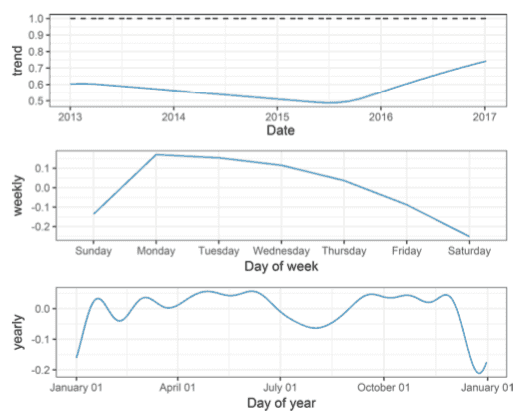 1.0
0.9
0.8
0.7
0.6
0.5
trend
2013 2014 2015 2016 2017
Date
0.1
0.0
-0.1
-0.2
weekly
Sunday Monday Tuesday Wednesday Thursday Friday Saturday
Day of week
0.0
-0.1
-0.2
yearly
January 01 April 01 July 01 October 01 January 01
Day of year